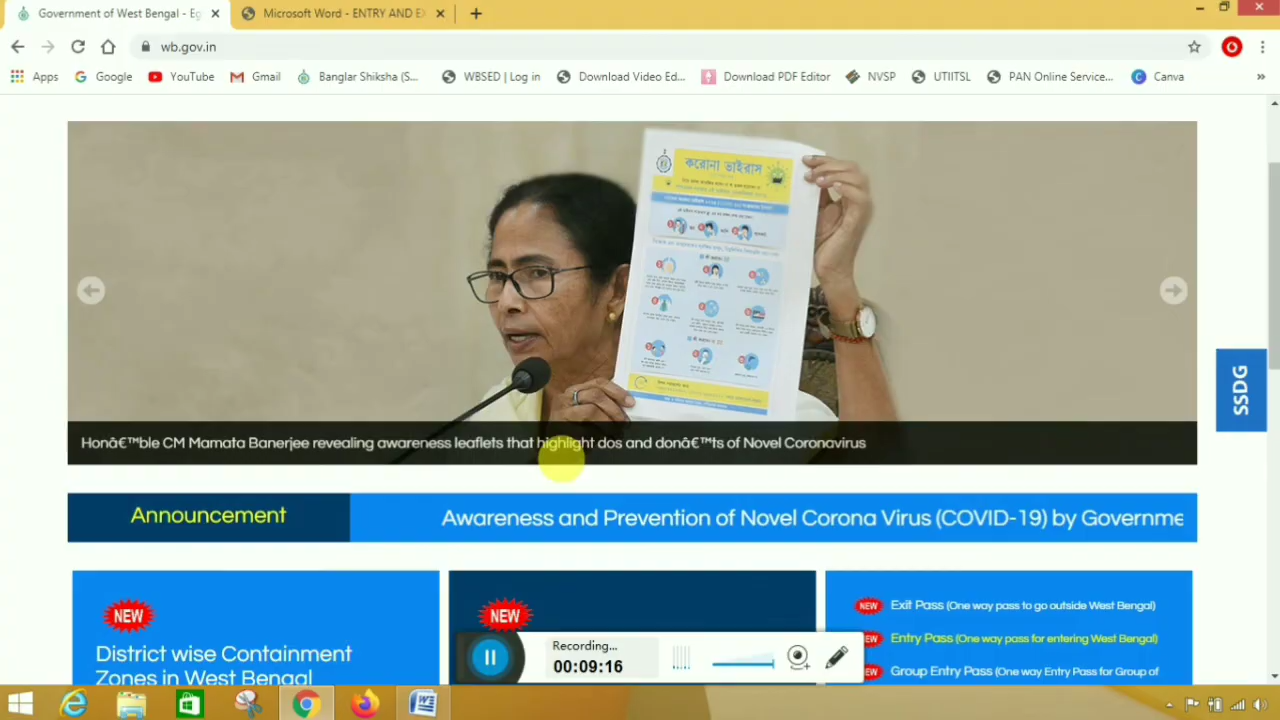 Government of West Bengal - Eg
Microsoft Word - ENTRY AND EX
wb.gov.in
Apps
Google
YouTube
Gmail
Banglar Shiksha (S...
WBSED | Log in
Download Video Ed...
Download PDF Editor
NVSP
UTIITSL
PAN Online Service...
Canva
»
করোনা ভাইরাস
SSDG
Honâ€™ble CM Mamata Banerjee revealing awareness leaflets that highlight dos and donâ€™ts of Novel Coronavirus
Announcement
Awareness and Prevention of Novel Corona Virus (COVID-19) by Governme
NEW
District wise Containment
Zones in West Bengal
NEW
NEW Exit Pass (One way pass to go outside West Bengal)
NEW Entry Pass (One way pass for entering West Bengal)
NEW Group Entry Pass (One way Entry Pass for Group of
Recording...
00:09:16